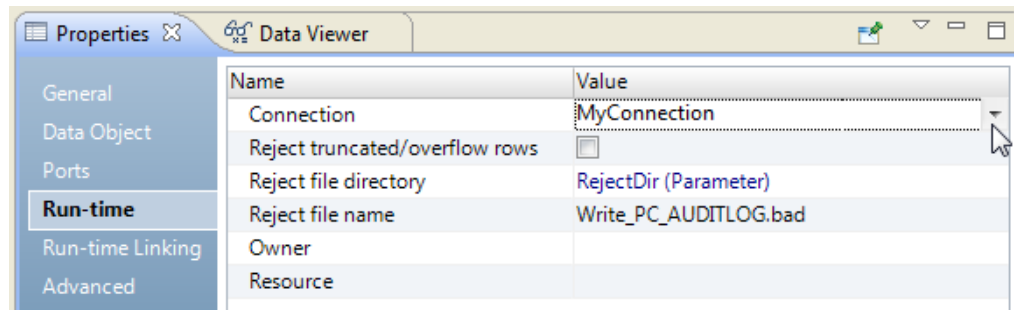 Properties Data Viewer
General
Data Object
Ports
Run-time
Run-time Linking
Advanced
Name Value
Connection MyConnection
Reject truncated/overflow rows
Reject file directory RejectDir (Parameter)
Reject file name Write_PC_AUDITLOG.bad
Owner
Resource